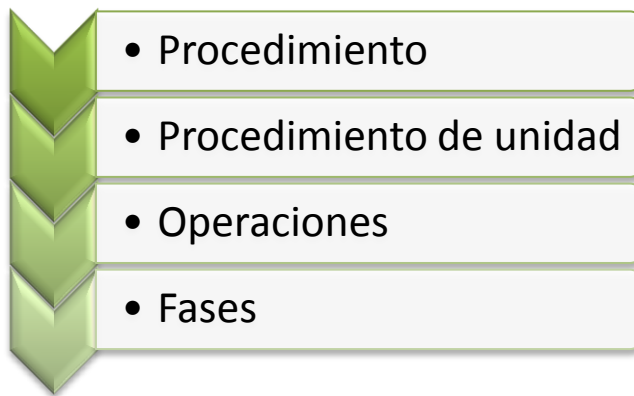 • Procedimiento
• Procedimiento de unidad
• Operaciones
• Fases